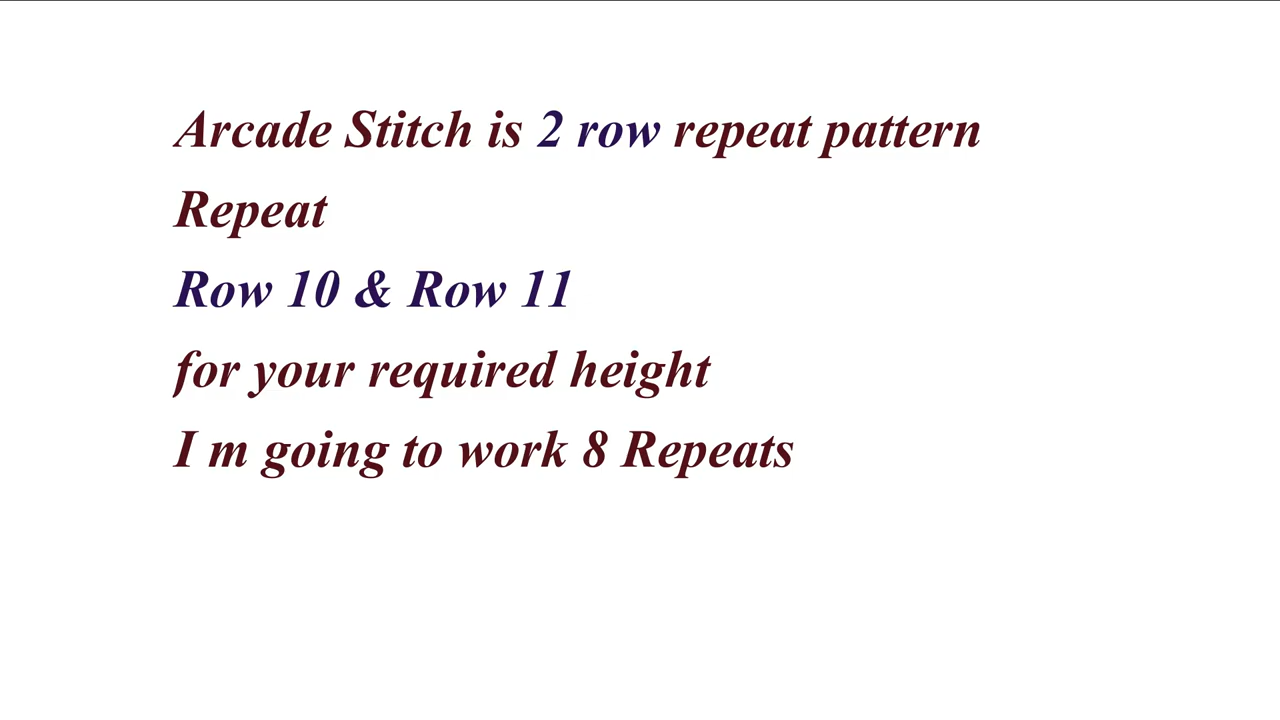 Arcade Stitch is 2 row repeat pattern
Repeat
Row 10 & Row 11
for your required height
I m going to work 8 Repeats